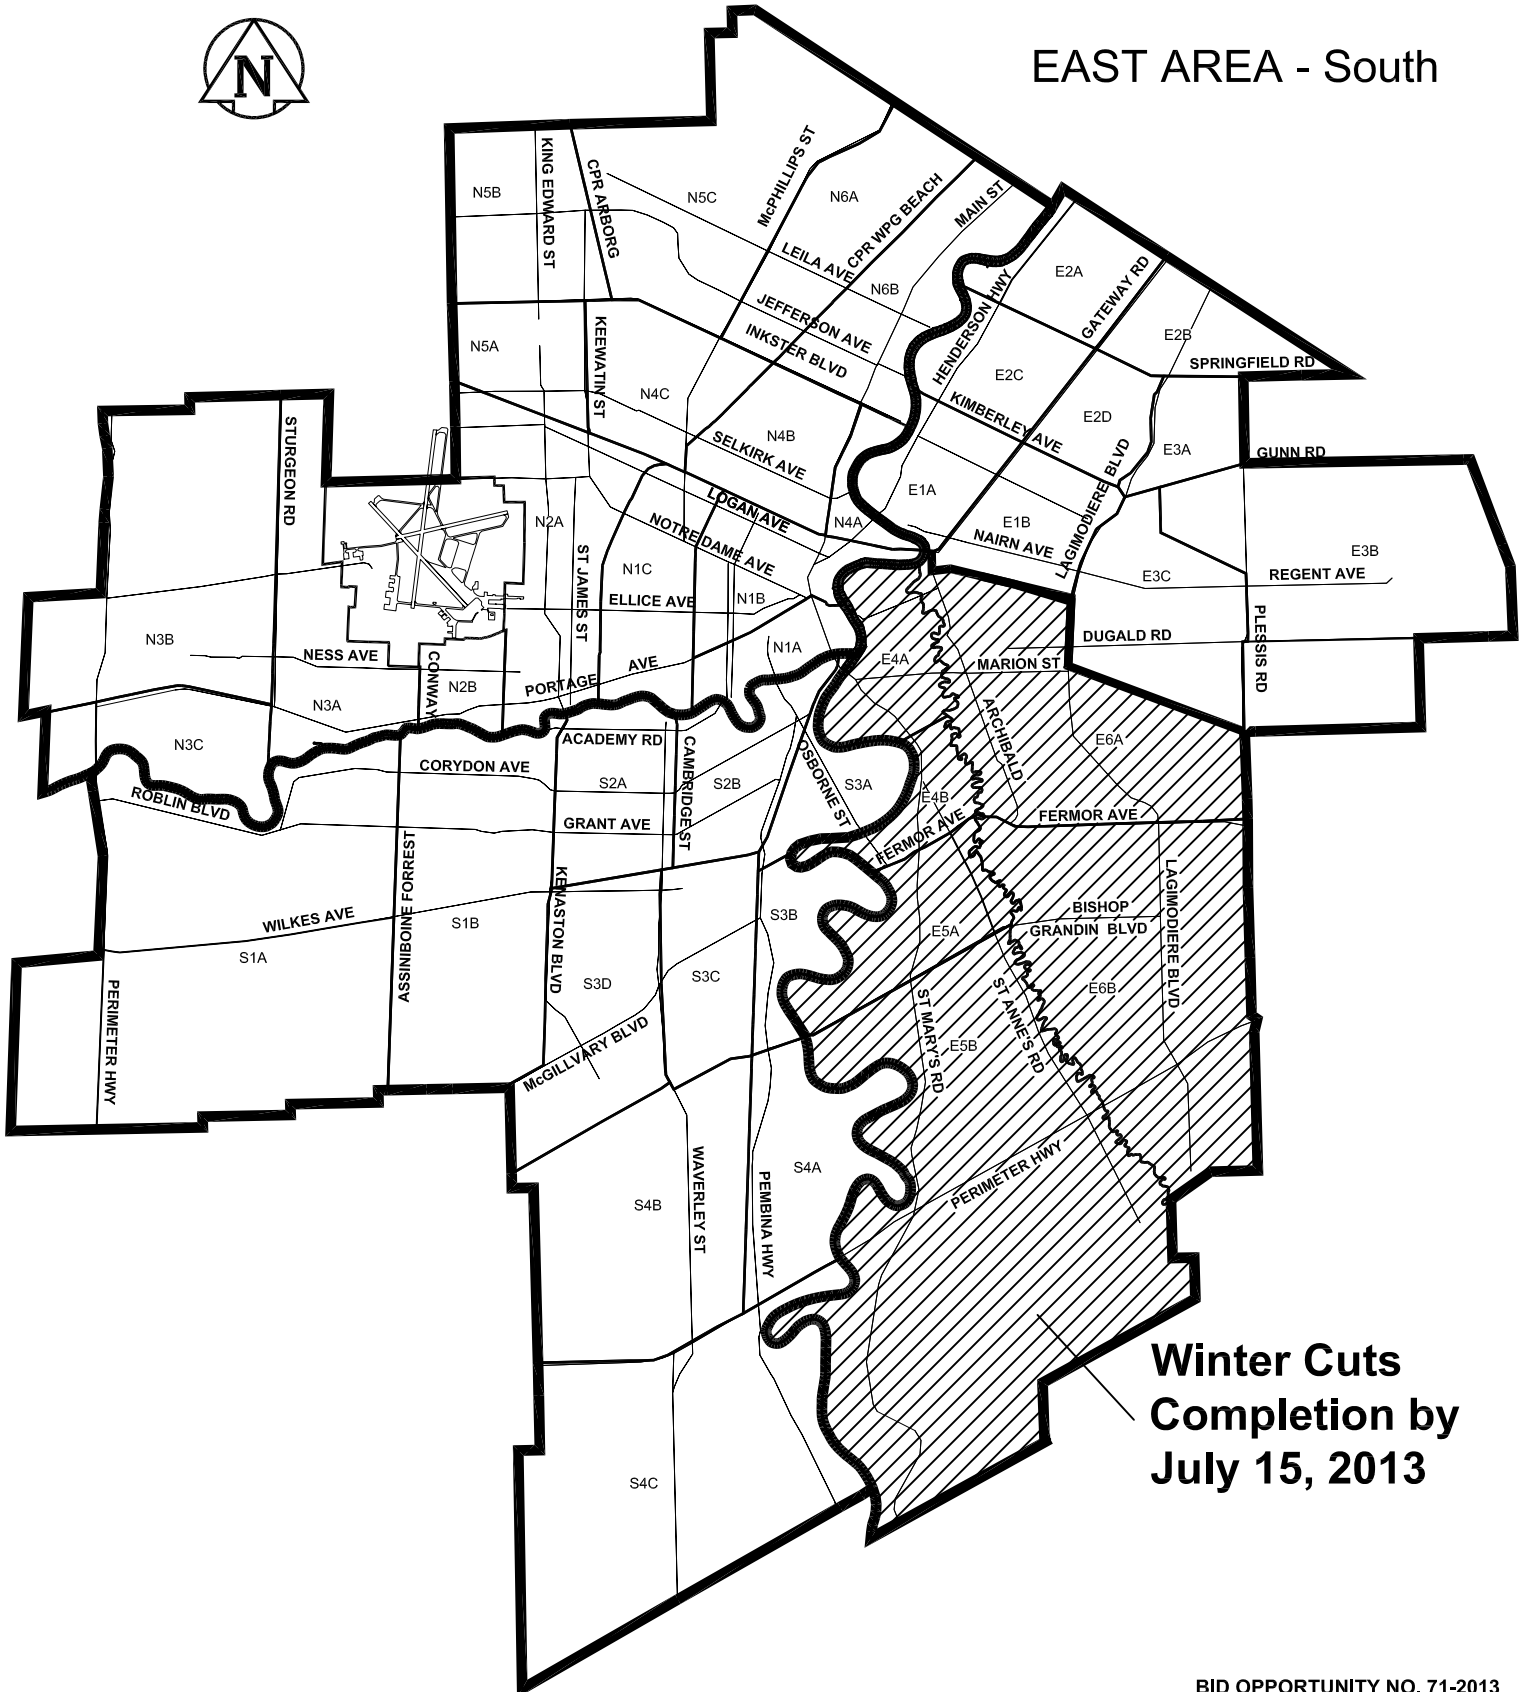 N
EAST AREA - South
KING EDWARD ST
CPR ARBORG
McPHILLIPS ST
N5B
N5C
N6A
CPR WPG BEACH
MAIN ST
LEILA AVE
N6B
JEFFERSON AVE
INKSTER BLVD
HENDERSON HWY
E2A
GATEWAY RD
E2B
SPRINGFIELD RD
N5A
KEEWATIN ST
N4C
E2C
KIMBERLEY AVE
E2D
N4B
SELKIRK AVE
E3A
GUNN RD
STURGEON RD
LAGIMODIERE BLVD
E1A
LOGAN AVE
N4A
N2A
NOTRE DAME AVE
E1B
NAIRN AVE
E3B
ST JAMES ST
N1C
E3C
REGENT AVE
ELLICE AVE
N1B
N3B
DUGALD RD
PLESSIS RD
NESS AVE
CONWAY
N1A
E4A
MARION ST
PORTAGE
AVE
N2B
N3A
ARCHIBALD
N3C
ACADEMY RD
CAMBRIDGE ST
E6A
CORYDON AVE
S2A
S2B
OSBORNE ST
S3A
E4B
ROBLIN BLVD
GRANT AVE
FERMOR AVE
FERMOR AVE
ASSINIBOINE FORREST
KENASTON BLVD
LAGIMODIERE BLVD
WILKES AVE
S1B
S3B
BISHOP
GRANDIN BLVD
E5A
S1A
S3D
S3C
PERIMETER HWY
ST MARY'S RD
ST ANNE'S RD
E6B
McGILLVARY BLVD
E5B
WAVERLEY ST
PEMBINA HWY
S4A
PERIMETER HWY
S4B
Winter Cuts
Completion by
July 15, 2013
S4C
BID OPPORTUNITY NO. 71-2013